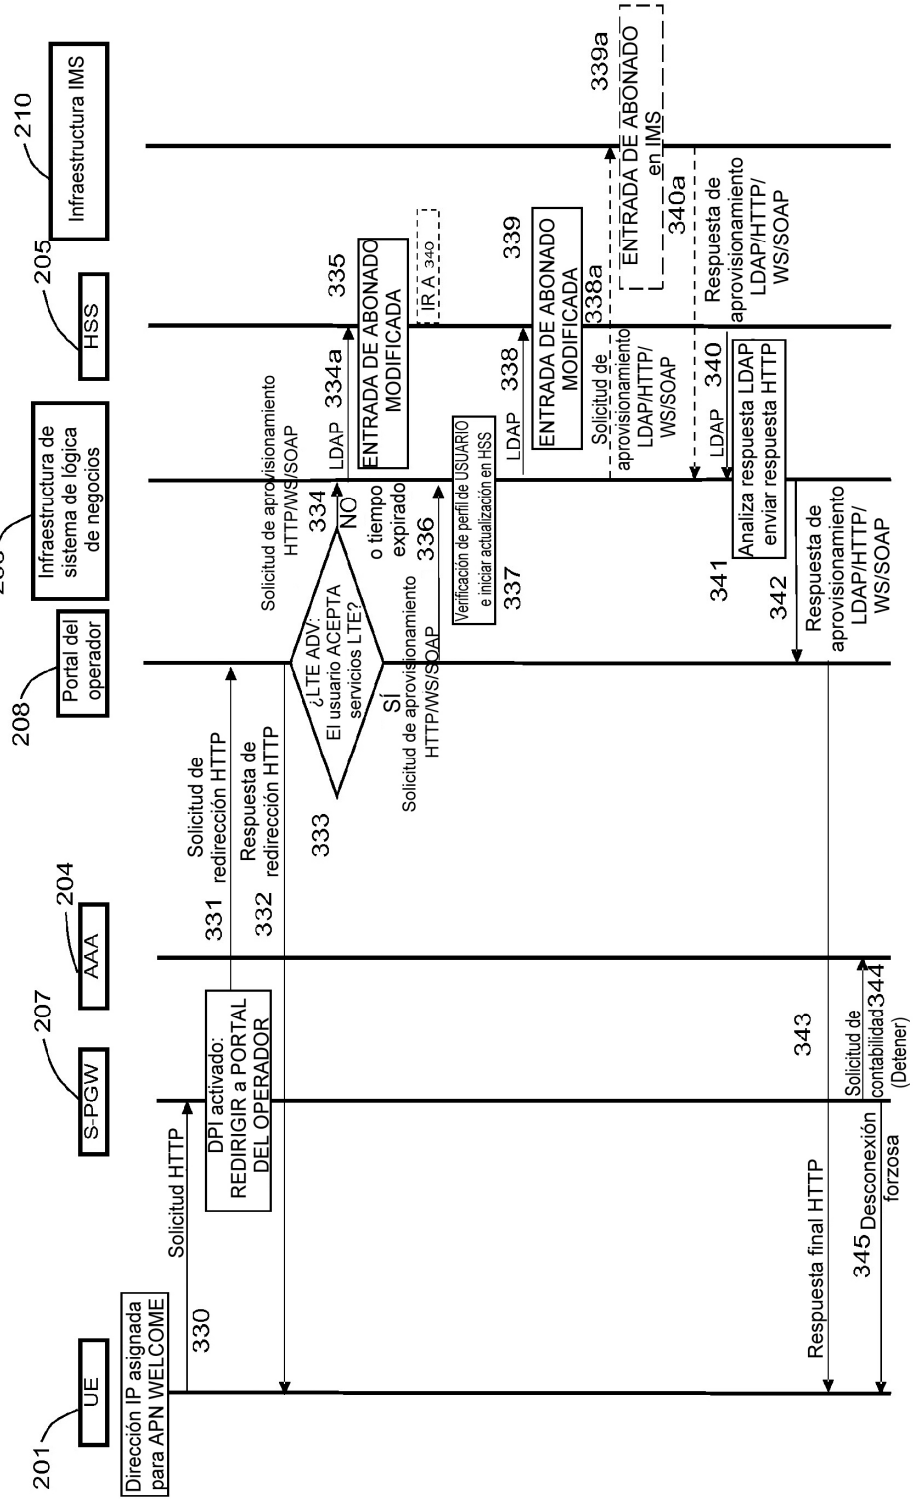 201
UE
207
S-PGW
204
AAA
208
Portal del
operador
Infraestructura de
sistema de lógica
de negocios
205
HSS
210
Infraestructura IMS
Dirección IP asignada
para APN WELCOME
Solicitud HTTP
330
DPI activado:
REDIRIGIR a PORTAL
DEL OPERADOR
Solicitud de
redirección HTTP
331
Respuesta de
redirección HTTP
332
333
¿LTE ADV:
El usuario ACEPTA
servicios LTE?
Solicitud de aprovisionamiento
HTTP/WS/SOAP
334
NO
o tiempo
expirado
LDAP
334a
335
ENTRADA DE ABONADO
MODIFICADA
IR A 340
SÍ
Solicitud de aprovisionamiento
HTTP/WS/SOAP
336
Verificación de perfil de USUARIO
e iniciar actualización en HSS
337
LDAP
338
339
ENTRADA DE ABONADO
MODIFICADA
338a
Solicitud de
aprovisionamiento
LDAP/HTTP/
WS/SOAP
339a
ENTRADA DE ABONADO
en IMS
340a
Respuesta de
aprovisionamiento
LDAP/HTTP/
WS/SOAP
LDAP
340
341
Analiza respuesta LDAP,
enviar respuesta HTTP
342
Respuesta de
aprovisionamiento
LDAP/HTTP/
WS/SOAP
343
Respuesta final HTTP
Solicitud de
contabilidad
(Detener)
344
345
Desconexión
forzosa